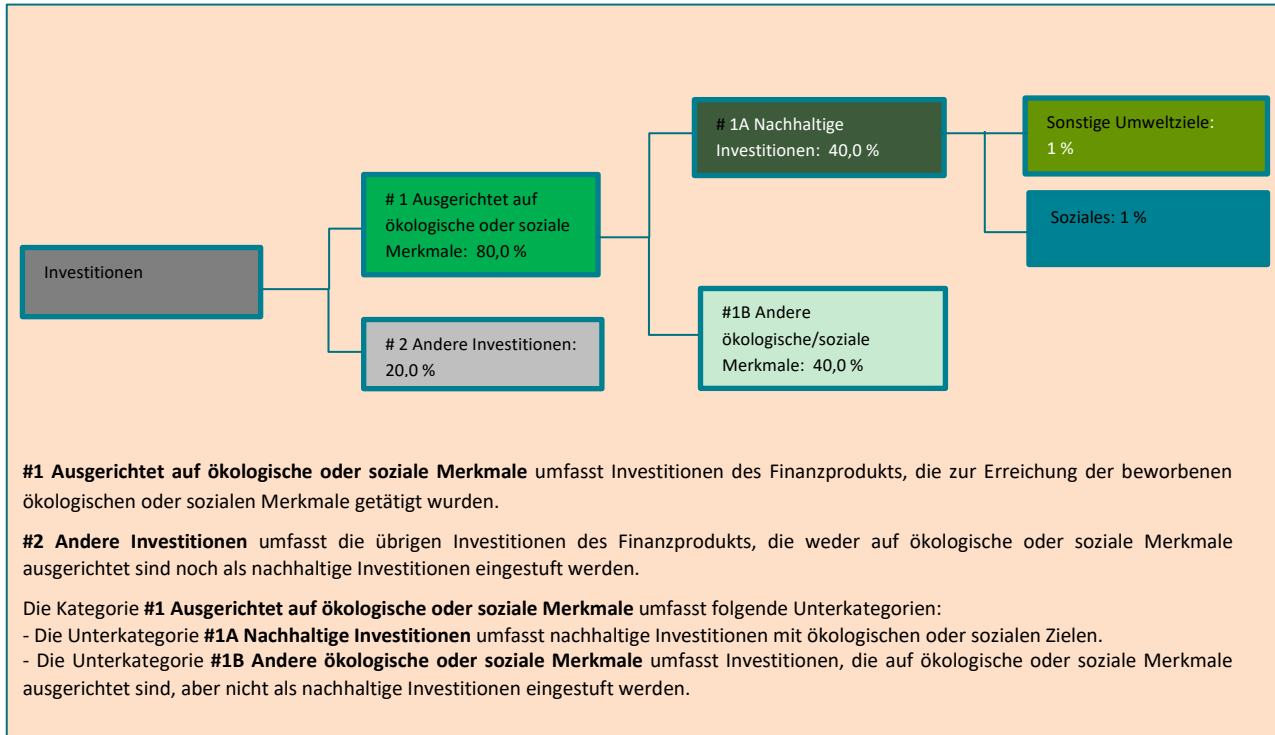 Investitionen
# 1 Ausgerichtet auf
ökologische oder soziale
Merkmale: 80,0 %
# 2 Andere Investitionen:
20,0 %
# 1A Nachhaltige
Investitionen: 40,0 %
#1B Andere
ökologische/soziale
Merkmale: 40,0 %
Sonstige Umweltziele:
1 %
Soziales: 1 %
#1 Ausgerichtet auf ökologische oder soziale Merkmale umfasst Investitionen des Finanzprodukts, die zur Erreichung der beworbenen
ökologischen oder sozialen Merkmale getätigt wurden.
#2 Andere Investitionen umfasst die übrigen Investitionen des Finanzprodukts, die weder auf ökologische oder soziale Merkmale
ausgerichtet sind noch als nachhaltige Investitionen eingestuft werden.
Die Kategorie #1 Ausgerichtet auf ökologische oder soziale Merkmale umfasst folgende Unterkategorien:
- Die Unterkategorie #1A Nachhaltige Investitionen umfasst nachhaltige Investitionen mit ökologischen oder sozialen Zielen.
- Die Unterkategorie #1B Andere ökologische oder soziale Merkmale umfasst Investitionen, die auf ökologische oder soziale Merkmale
ausgerichtet sind, aber nicht als nachhaltige Investitionen eingestuft werden.